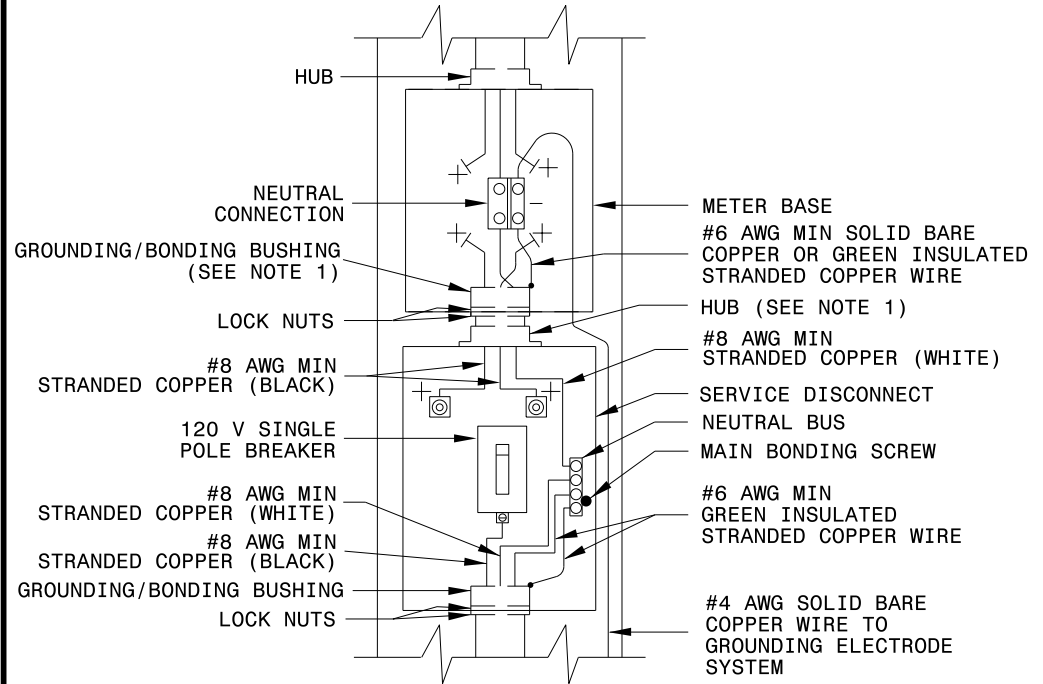 HUB
NEUTRAL
CONNECTION
GROUNDING/BONDING BUSHING
(SEE NOTE 1)
LOCK NUTS
#8 AWG MIN
STRANDED COPPER (BLACK)
120 V SINGLE
POLE BREAKER
#8 AWG MIN
STRANDED COPPER (WHITE)
#8 AWG MIN
STRANDED COPPER (BLACK)
GROUNDING/BONDING BUSHING
LOCK NUTS
METER BASE
#6 AWG MIN SOLID BARE
COPPER OR GREEN INSULATED
STRANDED COPPER WIRE
HUB (SEE NOTE 1)
#8 AWG MIN
STRANDED COPPER (WHITE)
SERVICE DISCONNECT
NEUTRAL BUS
MAIN BONDING SCREW
#6 AWG MIN
GREEN INSULATED
STRANDED COPPER WIRE
#4 AWG SOLID BARE
COPPER WIRE TO
GROUNDING ELECTRODE
SYSTEM